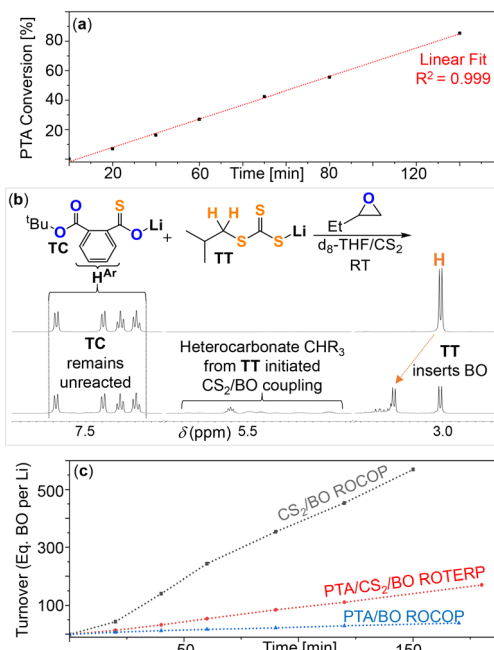 (a)
PTA Conversion [%]
80
60
40
20
Linear Fit
R² = 0.999
20 60 100 140
Time [min]
(b)
ᵗBu O O S O Li
TC
Hᴬʳ
+
H H S S S Li
TT
Et O
d₈-THF/CS₂
RT
H
TC
remains
unreacted
Heterocarbonate CHR₃
from TT initiated
CS₂/BO coupling
TT
inserts BO
7.5 δ(ppm) 5.5 3.0
(c)
Turnover (Eq. BO per Li)
500
300
100
CS₂/BO ROCOP
PTA/CS₂/BO ROTERP
PTA/BO ROCOP
50 Time [min] 150